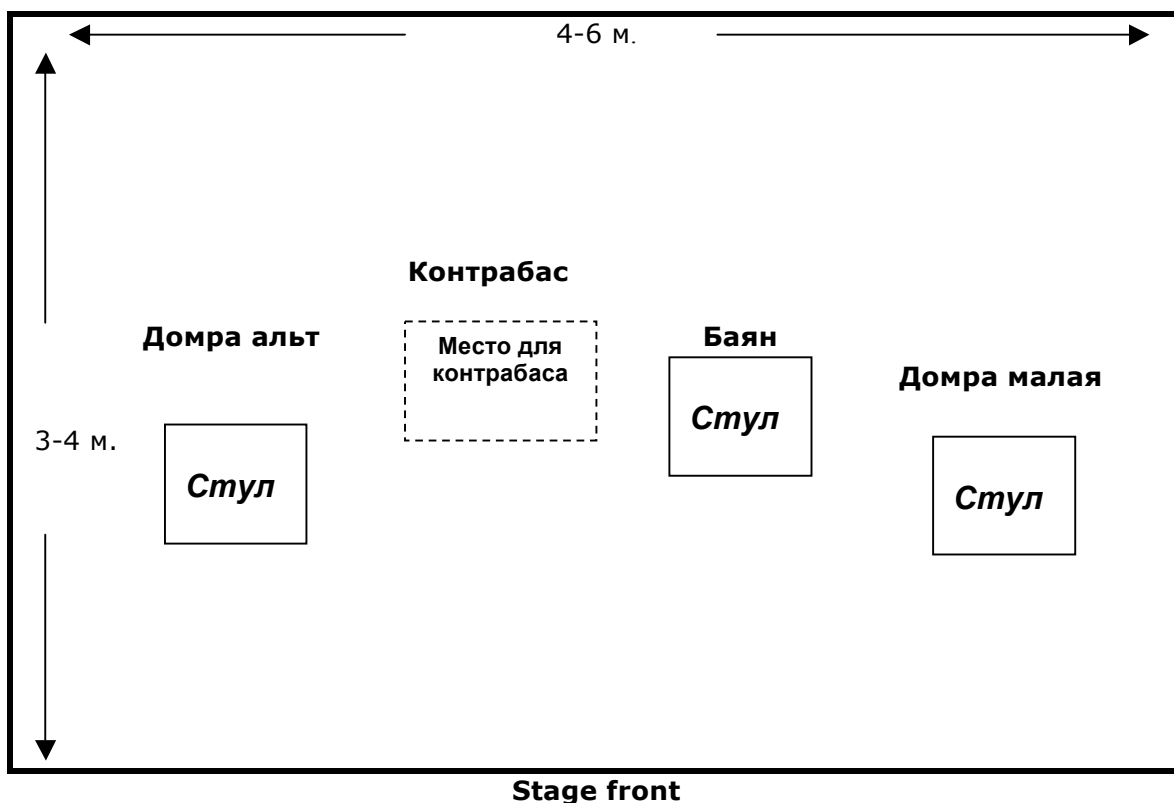 4-6 м.
Контрабас
Домра альт
Место для
контрабаса
Баян
Стул
Домра малая
3-4 м.
Стул
Стул
Stage front